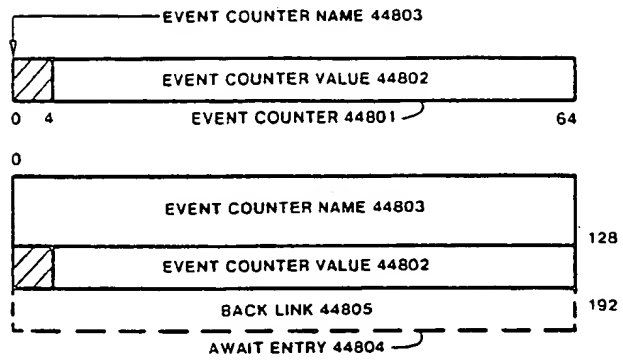 EVENT COUNTER NAME 44803
EVENT COUNTER VALUE 44802
0 4 EVENT COUNTER 44801 64
0
EVENT COUNTER NAME 44803
128
EVENT COUNTER VALUE 44802
BACK LINK 44805 192
AWAIT ENTRY 44804